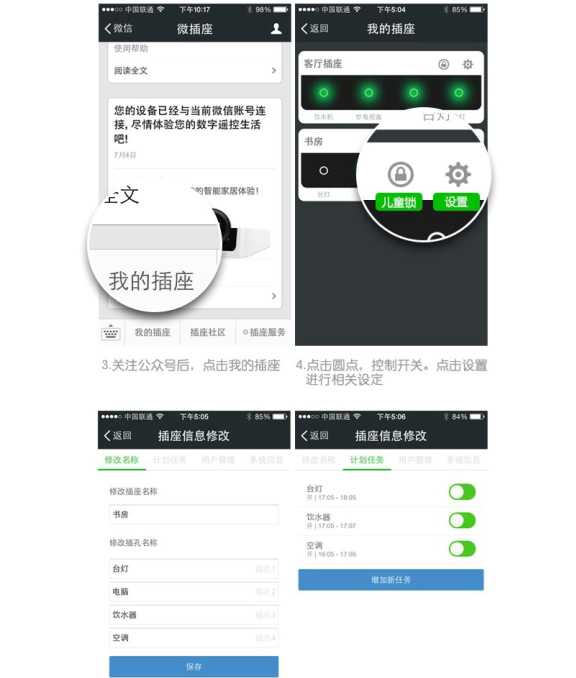 中国联通
下午10:17
98%
微信
微插座
使用帮助
阅读全文
您的设备已经与当前微信账号连
接,尽情体验您的数字遥控生活
吧!
7月4日
的智能家居体验!
全文
我的插座
我的插座
插座社区
插座服务
3.关注公众号后,点击我的插座
中国联通
下午5:04
85%
返回
我的插座
客厅插座
饮水机
书房
台灯
儿童锁
设置
4.点击圆点,控制开关。点击设置
进行相关设定
中国联通
下午5:05
85%
返回
插座信息修改
修改名称
计划任务
用户管理
系统信息
修改插座名称
书房
修改插孔名称
台灯
插孔1
电脑
插孔2
饮水器
插孔3
空调
插孔4
保存
中国联通
下午5:06
84%
返回
插座信息修改
修改名称
计划任务
用户管理
系统信息
台灯
开 | 17:05 - 18:05
饮水器
开 | 17:05 - 17:07
空调
开 | 16:05 - 17:05
增加新任务